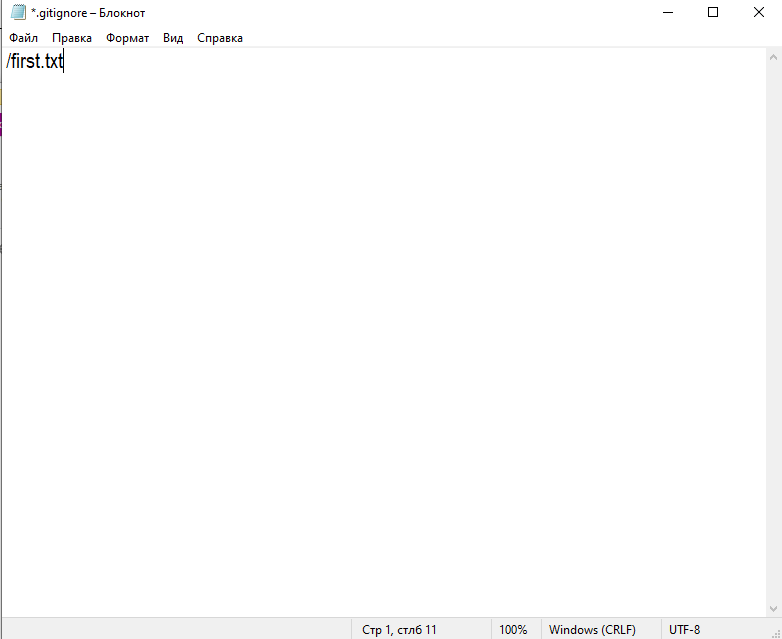 *.gitignore – Блокнот
Файл Правка Формат Вид Справка
/first.txt
Стр 1, стлб 11 100% Windows (CRLF) UTF-8